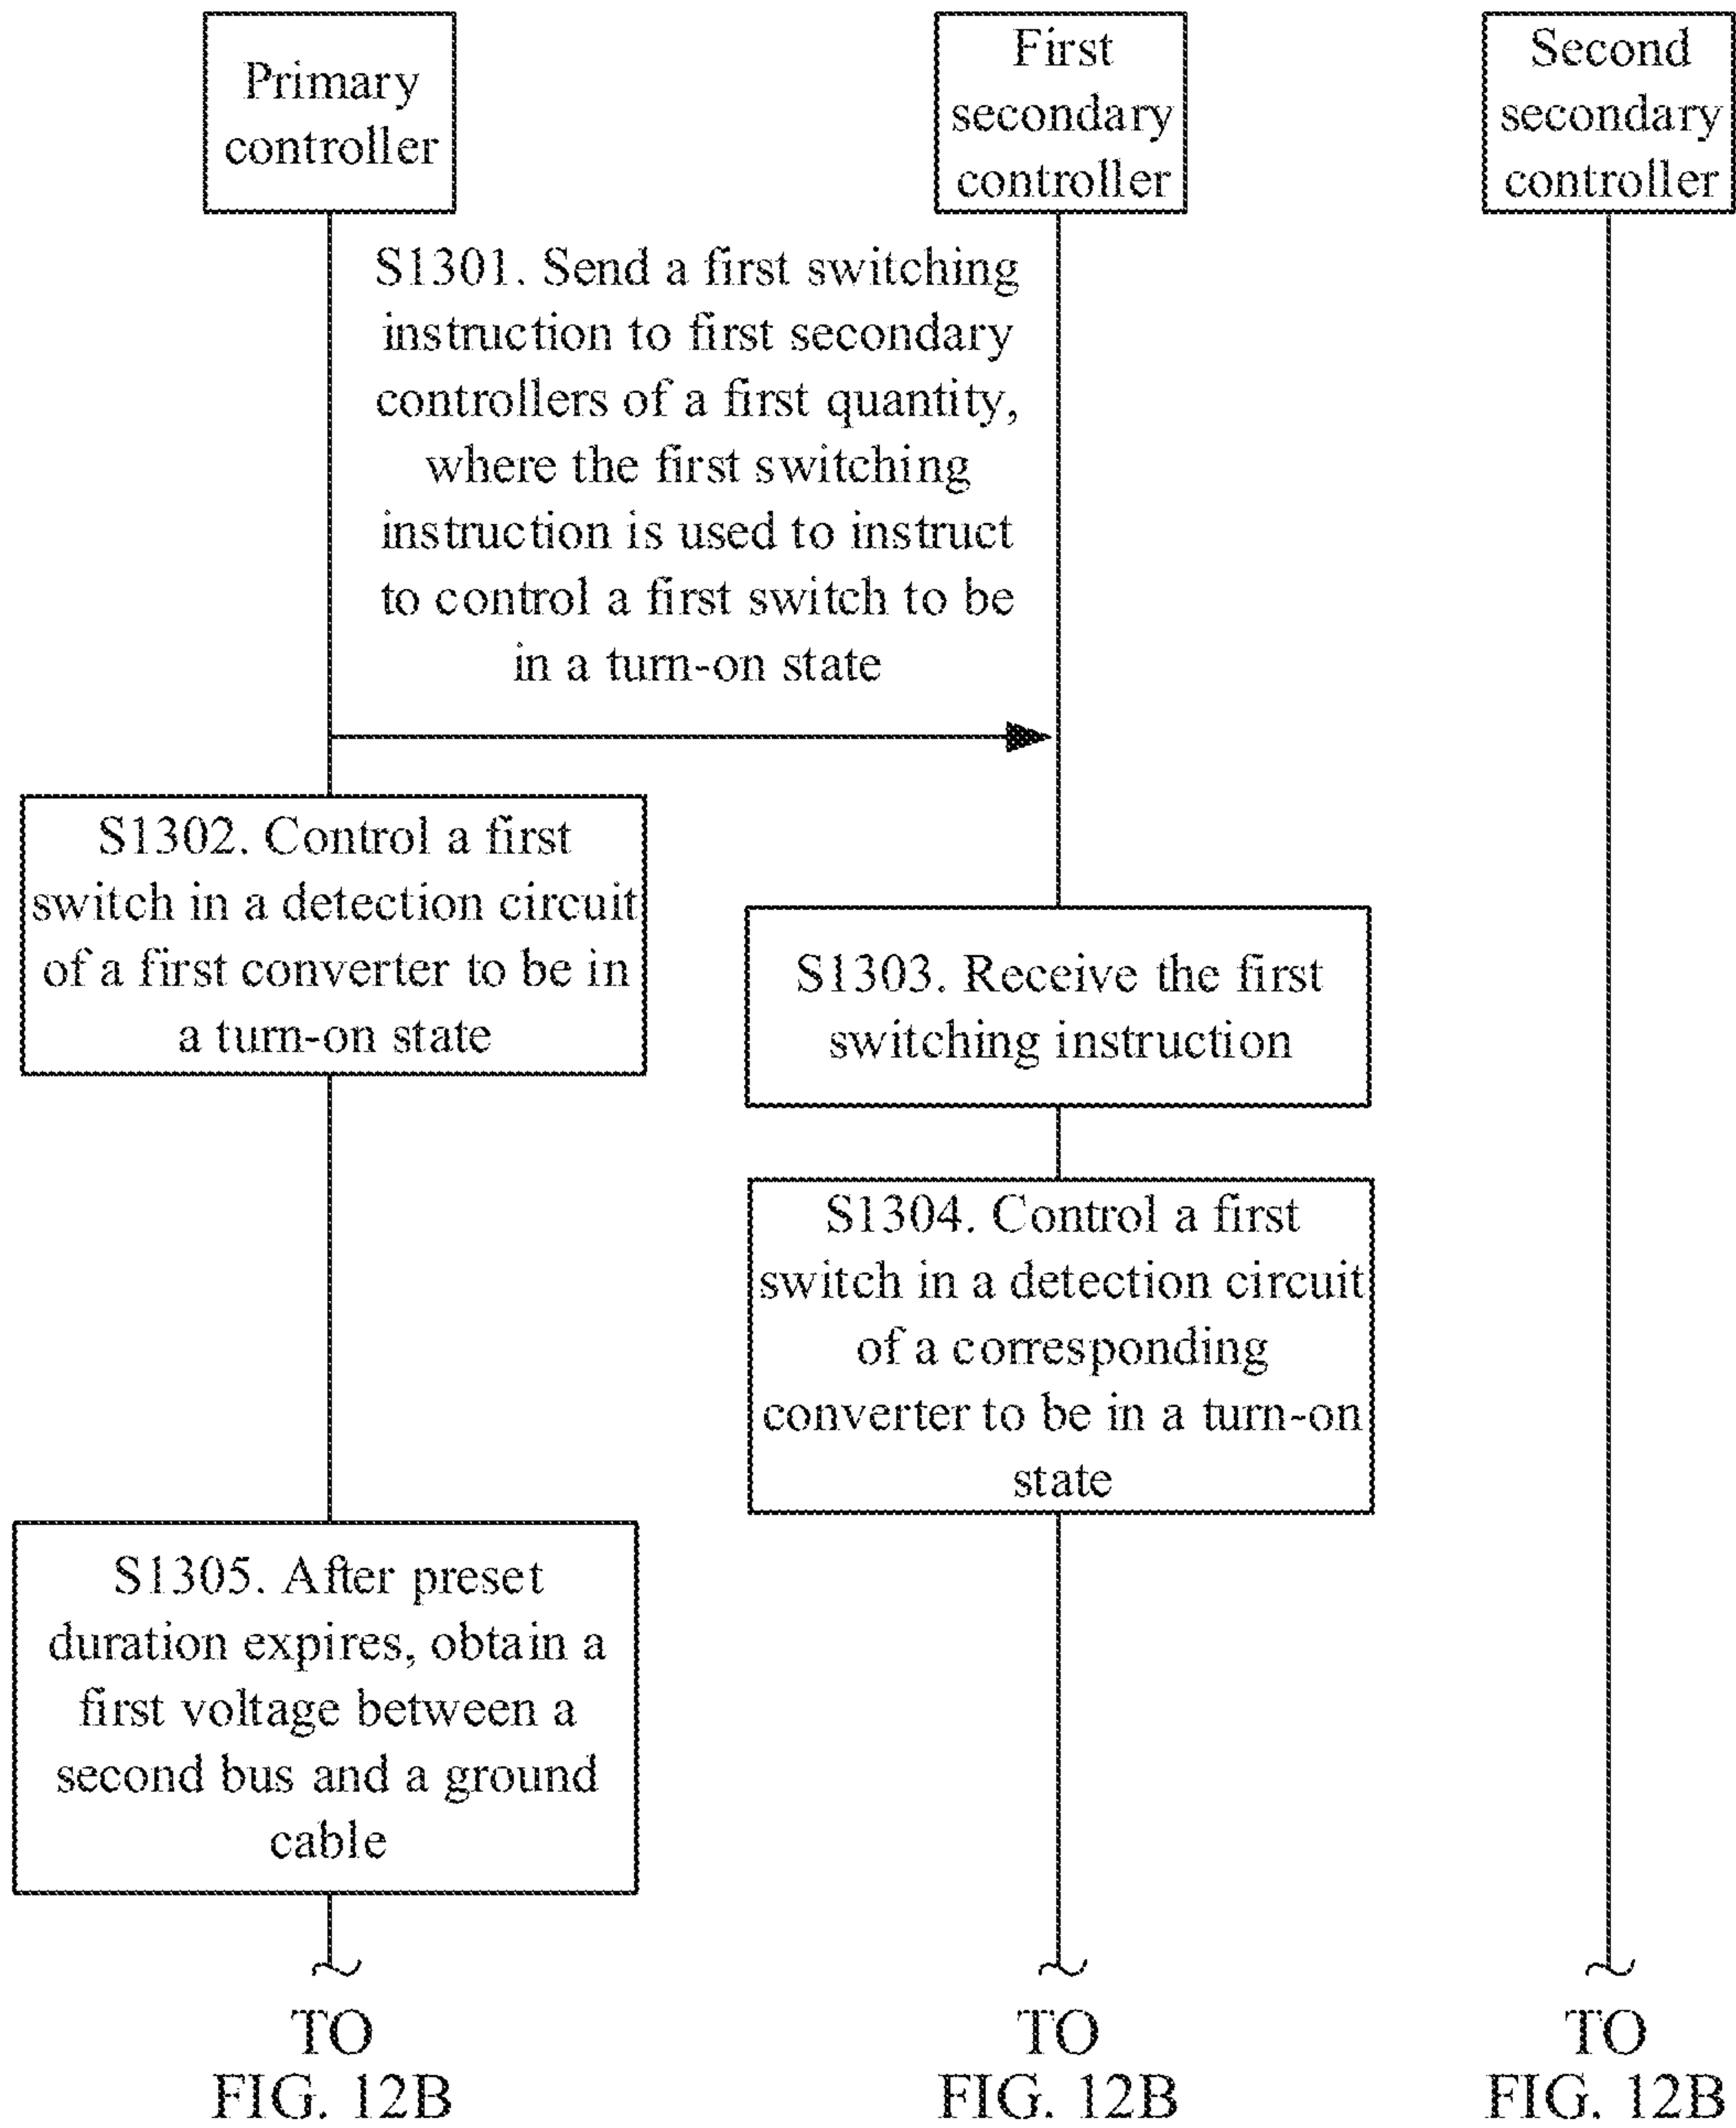 Primary
controller
First
secondary
controller
Second
secondary
controller
S1301. Send a first switching
instruction to first secondary
controllers of a first quantity,
where the first switching
instruction is used to instruct
to control a first switch to be
in a turn-on state
S1302. Control a first
switch in a detection circuit
of a first converter to be in
a turn-on state
S1303. Receive the first
switching instruction
S1304. Control a first
switch in a detection circuit
of a corresponding
converter to be in a turn-on
state
S1305. After preset
duration expires, obtain a
first voltage between a
second bus and a ground
cable
TO
FIG. 12B
TO
FIG. 12B
TO
FIG. 12B